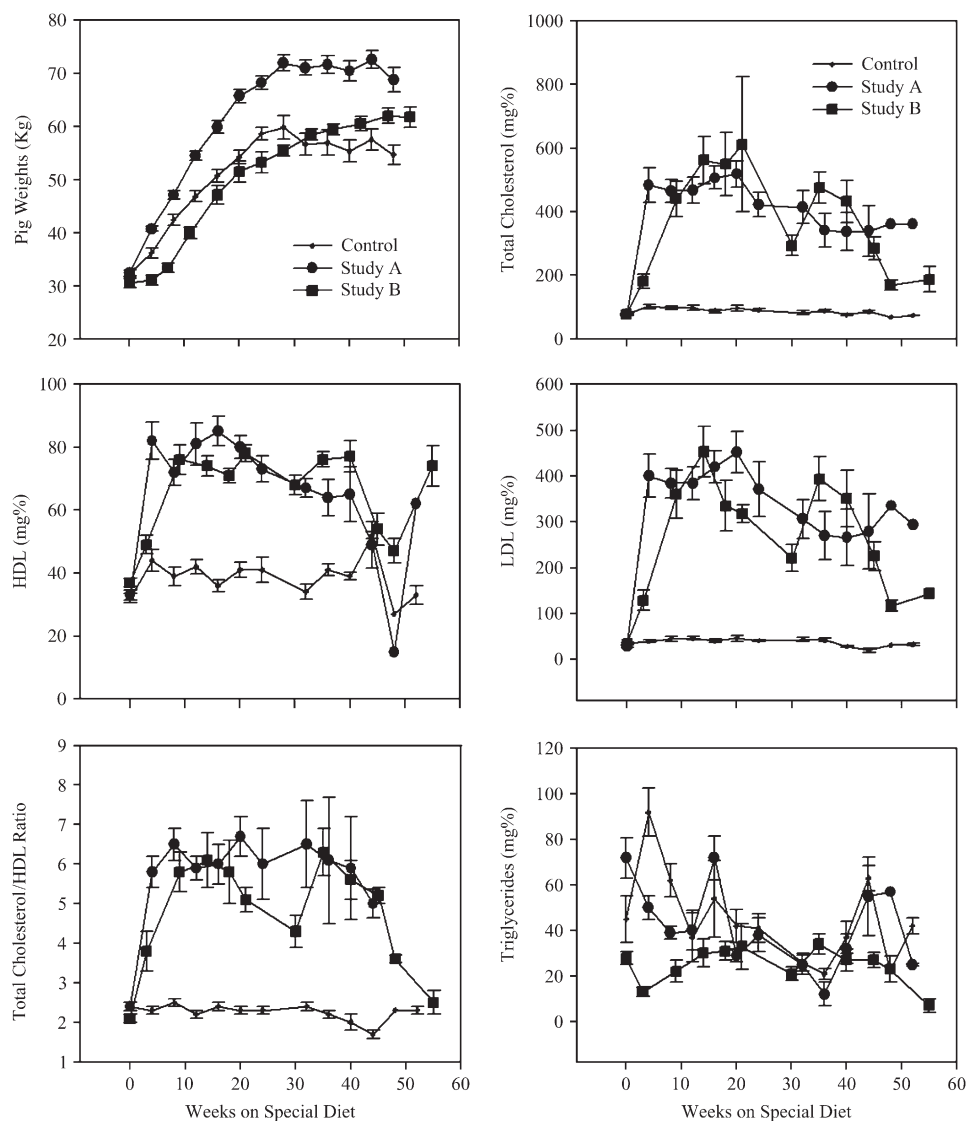 80
70
60
50
40
30
20
Pig Weights (Kg)
Control
Study A
Study B
1000
800
600
400
200
0
Total Cholesterol (mg%)
Control
Study A
Study B
100
80
60
40
20
0
HDL (mg%)
600
500
400
300
200
100
0
LDL (mg%)
9
8
7
6
5
4
3
2
1
Total Cholesterol/HDL Ratio
0 10 20 30 40 50 60
Weeks on Special Diet
120
100
80
60
40
20
0
Triglycerides (mg%)
0 10 20 30 40 50 60
Weeks on Special Diet